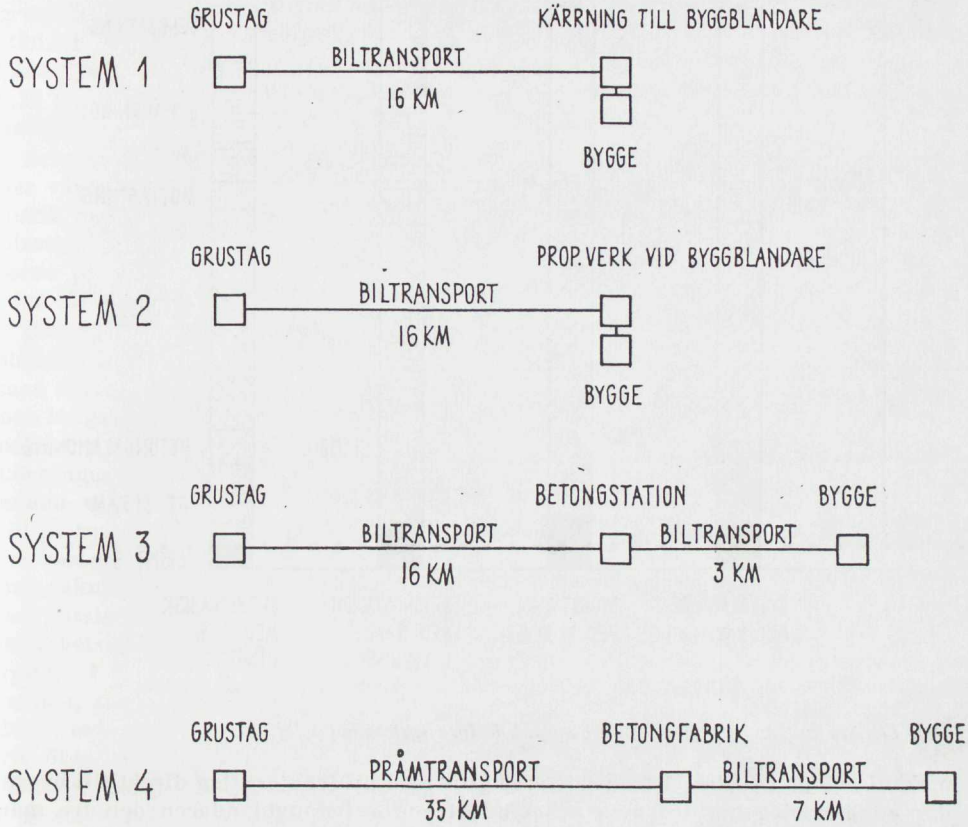 GRUSTAG KÄRRNING TILL BYGGBLANDARE
SYSTEM 1 BILTRANSPORT
16 KM
BYGGE
GRUSTAG PROP.VERK VID BYGGBLANDARE
SYSTEM 2 BILTRANSPORT
16 KM
BYGGE
GRUSTAG BETONGSTATION BYGGE
SYSTEM 3 BILTRANSPORT BILTRANSPORT
16 KM 3 KM
GRUSTAG BETONGFABRIK BYGGE
SYSTEM 4 PRÅMTRANSPORT BILTRANSPORT
35 KM 7 KM